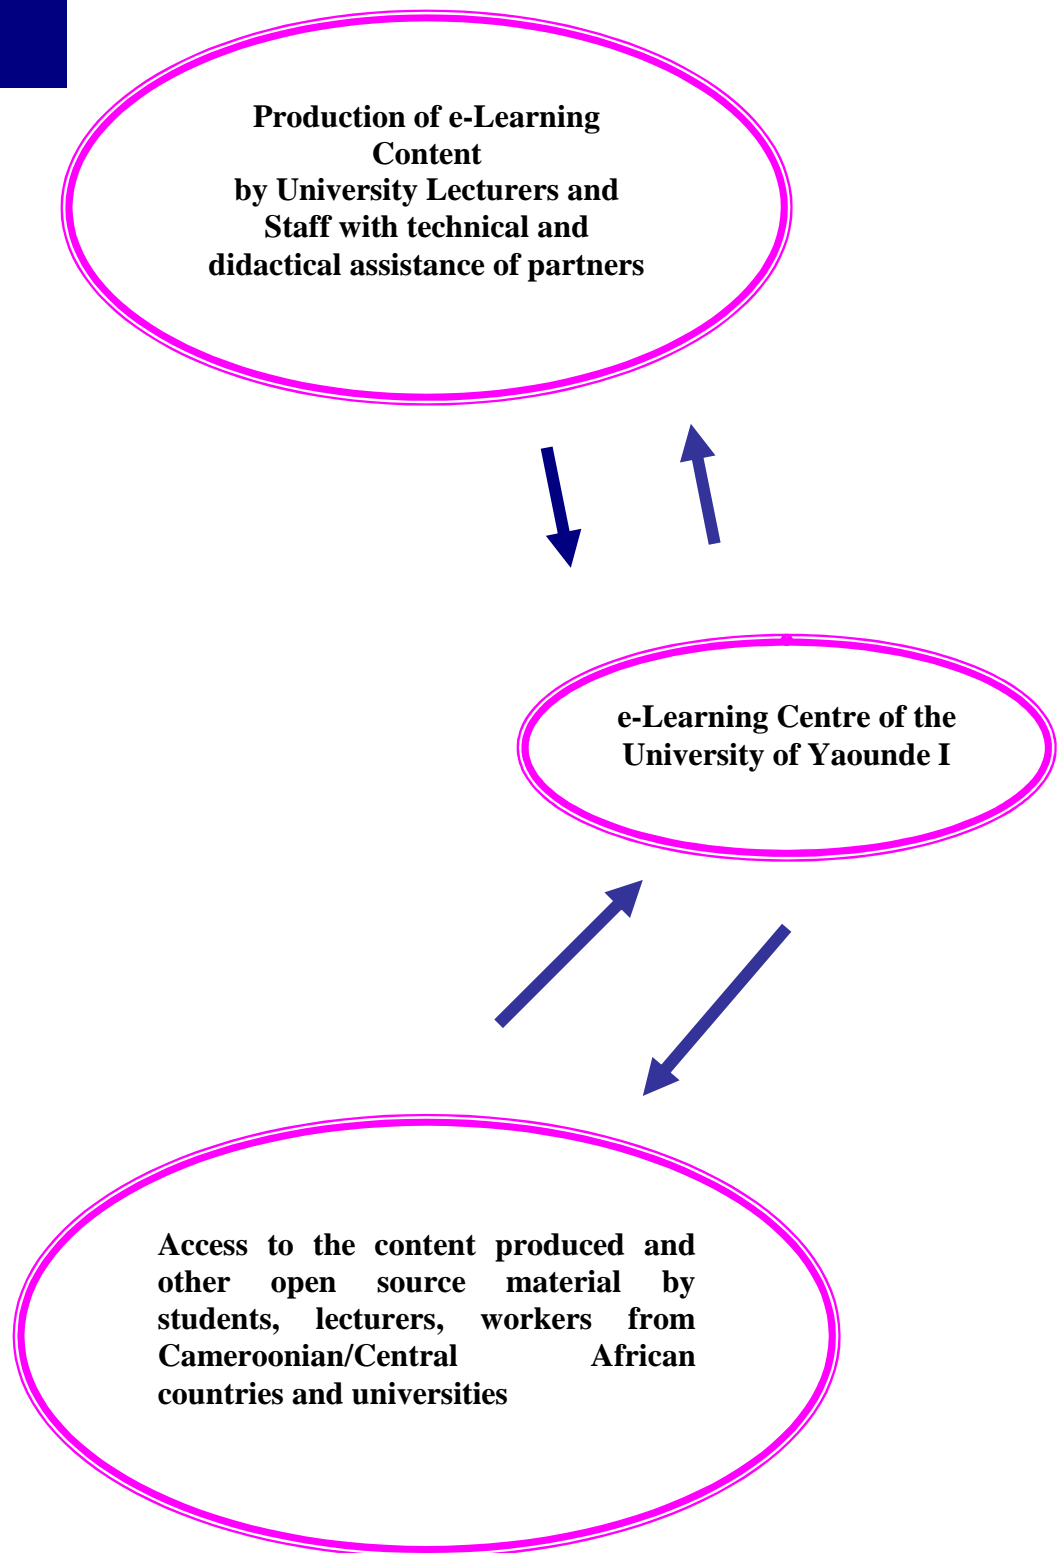 Production of e-Learning
Content
by University Lecturers and
Staff with technical and
didactical assistance of partners
e-Learning Centre of the
University of Yaounde I
Access to the content produced and
other open source material by
students, lecturers, workers from
Cameroonian/Central African
countries and universities